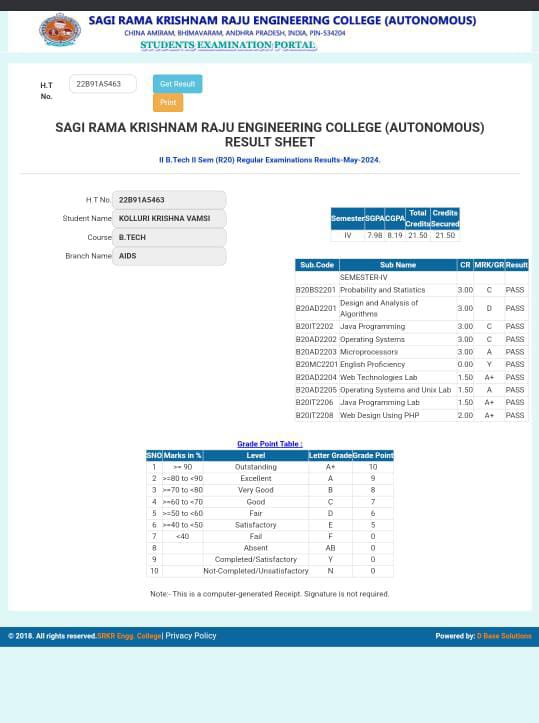 SAGI RAMA KRISHNAM RAJU ENGINEERING COLLEGE (AUTONOMOUS)
CHINA AMIRAM, BHIMAVARAM, ANDHRA PRADESH, INDIA, PIN-534204
STUDENTS EXAMINATION PORTAL
H.T No. 22B91A5463 Get Result
Print
SAGI RAMA KRISHNAM RAJU ENGINEERING COLLEGE (AUTONOMOUS)
RESULT SHEET
II B.Tech II Sem (R20) Regular Examinations Results-May-2024.
H.T No. 22B91A5463
Student Name KOLLURI KRISHNA VAMSI
Course B.TECH
Branch Name AIDS
Semester SGPA CGPA Total Credits Credits Secured
IV 7.98 8.19 21.50 21.50
Sub.Code Sub Name CR MRK/GR Result
SEMESTER-IV
B20BS2201 Probability and Statistics 3.00 C PASS
B20AD2201 Design and Analysis of Algorithms 3.00 D PASS
B20IT2202 Java Programming 3.00 C PASS
B20AD2202 Operating Systems 3.00 C PASS
B20AD2203 Microprocessors 3.00 A PASS
B20MC2201 English Proficiency 0.00 Y PASS
B20AD2204 Web Technologies Lab 1.50 A+ PASS
B20AD2205 Operating Systems and Unix Lab 1.50 A PASS
B20IT2206 Java Programming Lab 1.50 A+ PASS
B20IT2208 Web Design Using PHP 2.00 A+ PASS
Grade Point Table :
SNO Marks in % Level Letter Grade Grade Point
1 >= 90 Outstanding A+ 10
2 >=80 to <90 Excellent A 9
3 >=70 to <80 Very Good B 8
4 >=60 to <70 Good C 7
5 >=50 to <60 Fair D 6
6 >=40 to <50 Satisfactory E 5
7 <40 Fail F 0
8 Absent AB 0
9 Completed/Satisfactory Y 0
10 Not-Completed/Unsatisfactory N 0
Note:- This is a computer-generated Receipt. Signature is not required.
© 2018. All rights reserved.SRKR Engg. College| Privacy Policy Powered by: D Base Solutions